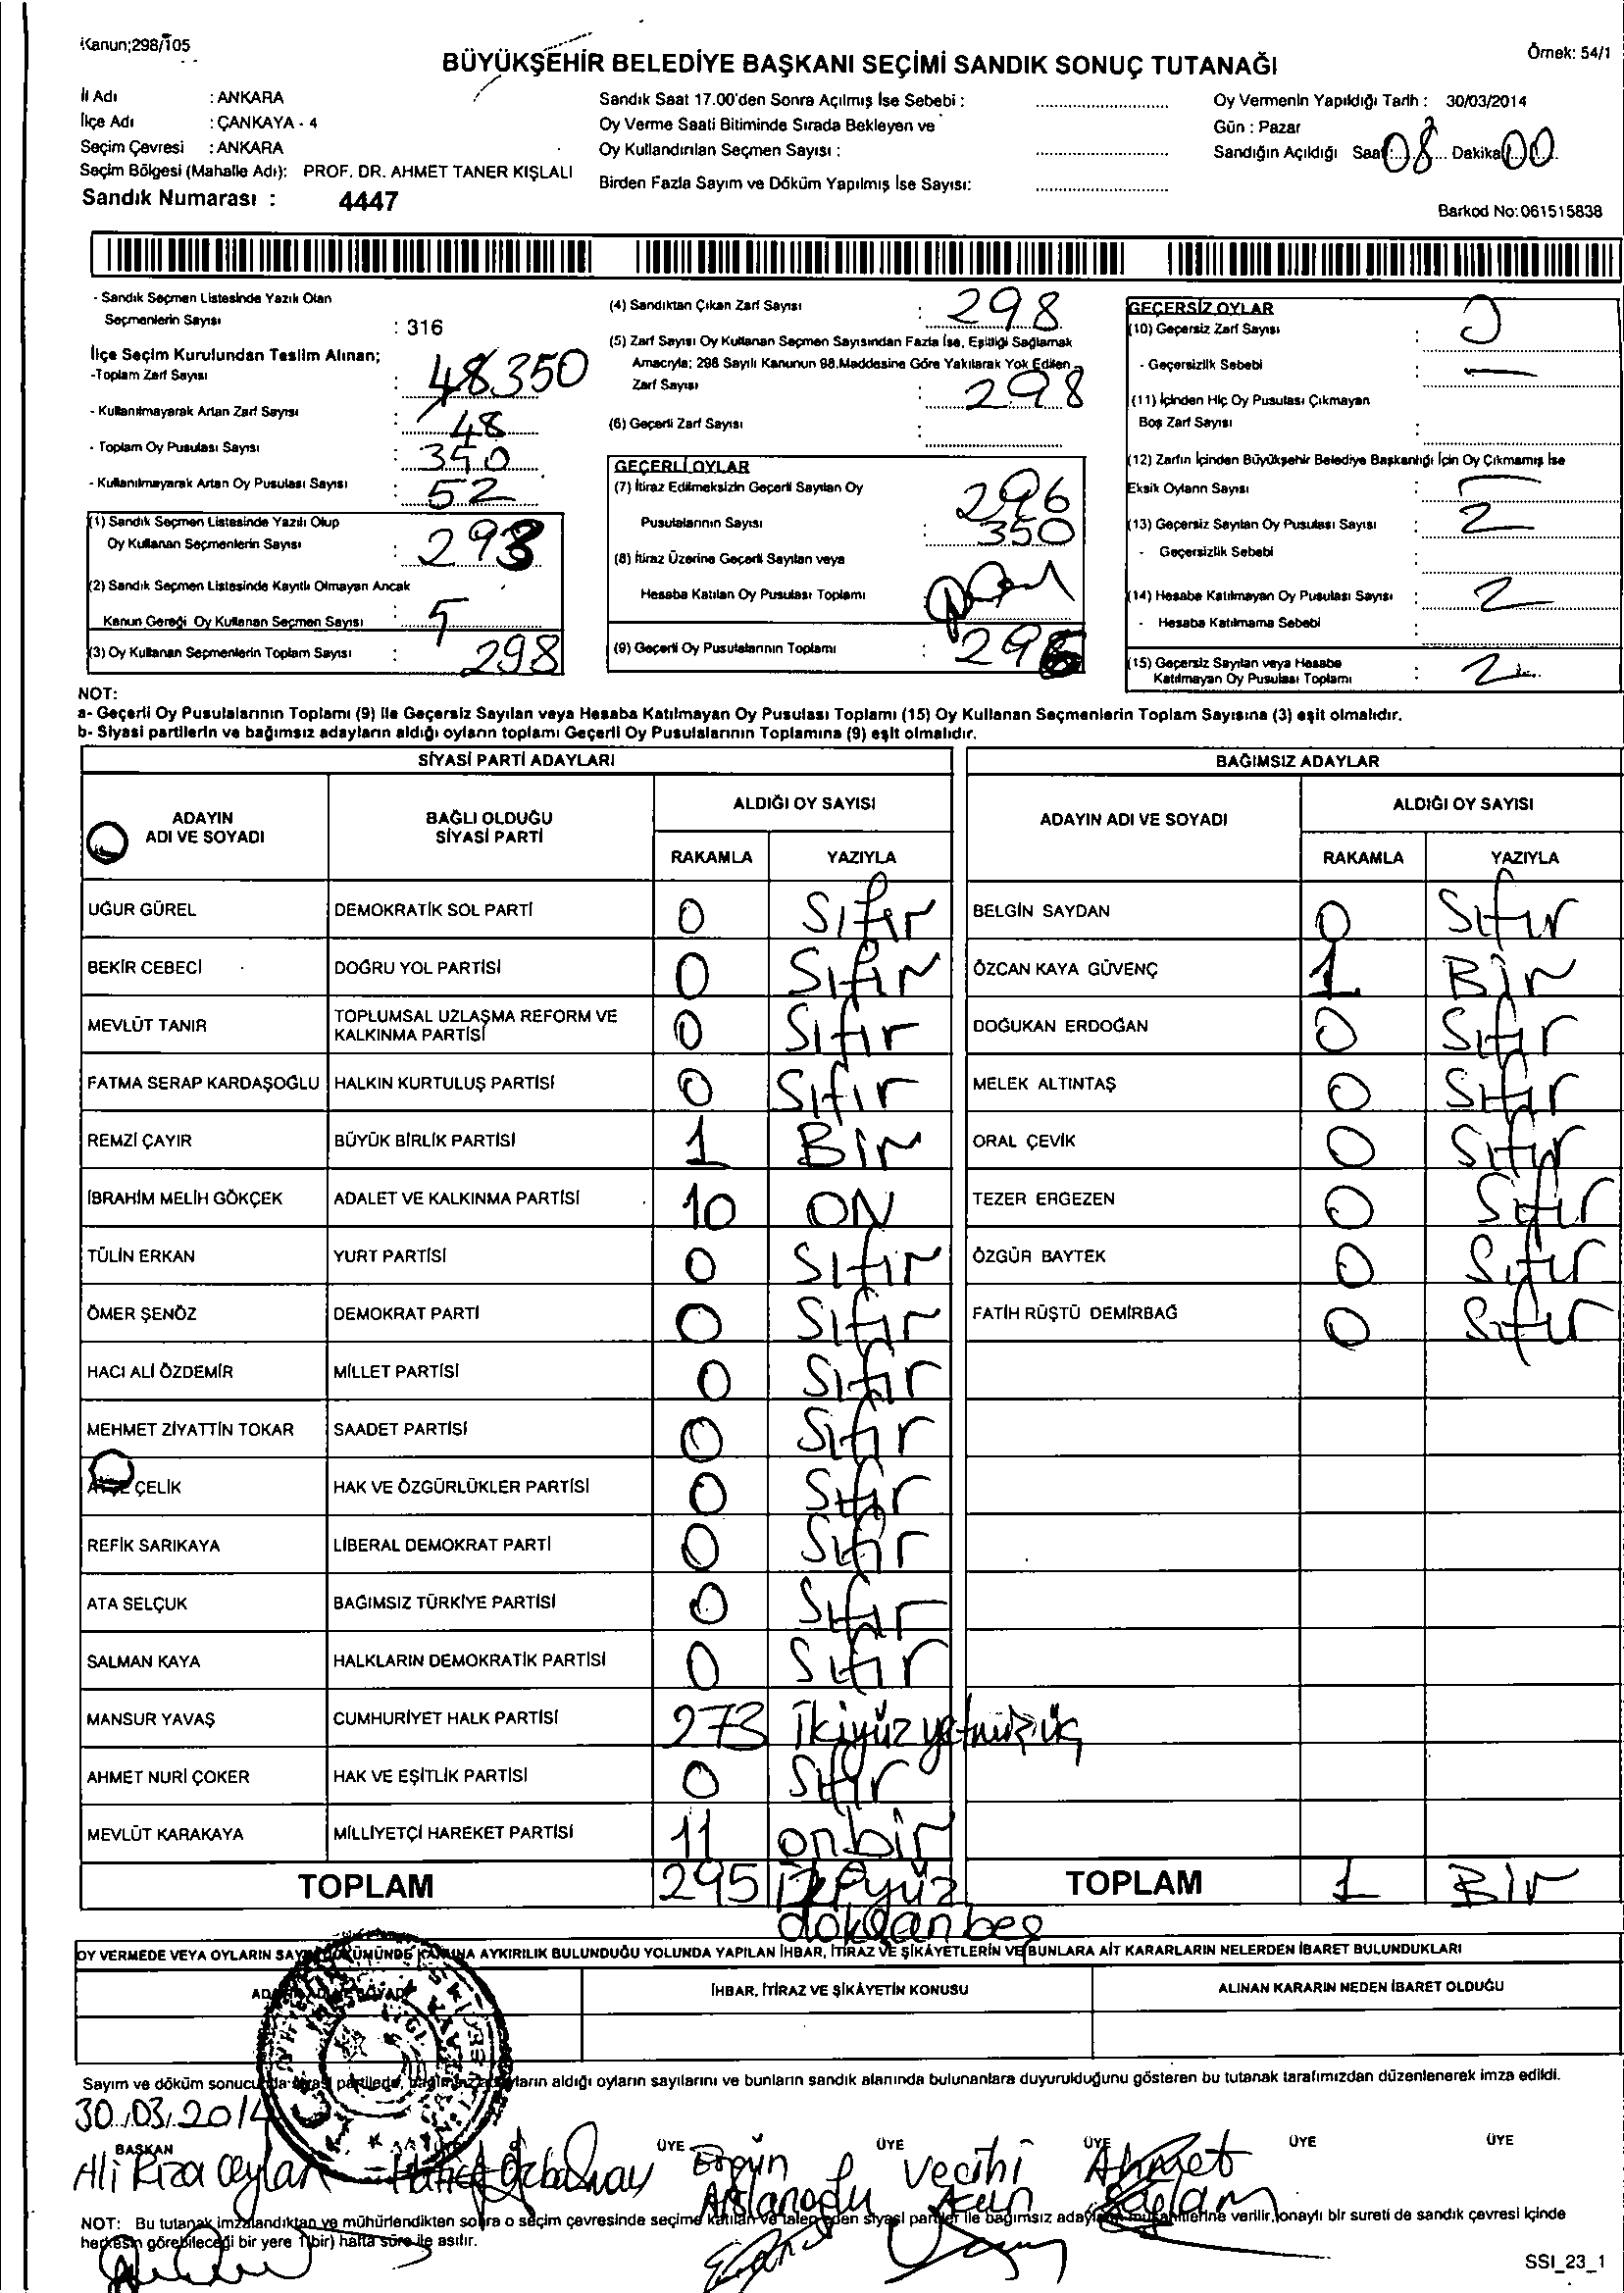 Kanun;298/105
Örnek: 54/1
BÜYÜKŞEHİR BELEDİYE BAŞKANI SEÇİMİ SANDIK SONUÇ TUTANAĞI
İl Adı : ANKARA
İlçe Adı : ÇANKAYA - 4
Seçim Çevresi : ANKARA
Seçim Bölgesi (Mahalle Adı): PROF. DR. AHMET TANER KIŞLALI
Sandık Numarası : 4447
Sandık Saat 17.00'den Sonra Açılmış İse Sebebi :
Oy Verme Saati Bitiminde Sırada Bekleyen ve
Oy Kullandırılan Seçmen Sayısı :
Birden Fazla Sayım ve Döküm Yapılmış İse Sayısı:
Oy Vermenin Yapıldığı Tarih : 30/03/2014
Gün : Pazar
Sandığın Açıldığı Saat: 08 Dakika 00
Barkod No:061515838
- Sandık Seçmen Listesinde Yazılı Olan
Seçmenlerin Sayısı : 316
İlçe Seçim Kurulundan Teslim Alınan;
-Toplam Zarf Sayısı : 48350
- Kullanılmayarak Artan Zarf Sayısı : 48
- Toplam Oy Pusulası Sayısı : 350
- Kullanılmayarak Artan Oy Pusulası Sayısı : 52
(1) Sandık Seçmen Listesinde Yazılı Olup
Oy Kullanan Seçmenlerin Sayısı : 293
(2) Sandık Seçmen Listesinde Kayıtlı Olmayan Ancak
Kanun Gereği Oy Kullanan Seçmen Sayısı : 5
(3) Oy Kullanan Seçmenlerin Toplam Sayısı : 298
(4) Sandıktan Çıkan Zarf Sayısı : 298
(5) Zarf Sayısı Oy Kullanan Seçmen Sayısından Fazla İse, Eşitliği Sağlamak
Amacıyla; 298 Sayılı Kanunun 98.Maddesine Göre Yakılarak Yok Edilen
Zarf Sayısı : 298
(6) Geçerli Zarf Sayısı :
GEÇERLİ OYLAR
(7) İtiraz Edilmeksizin Geçerli Sayılan Oy 296
Pusulalarının Sayısı : 350
(8) İtiraz Üzerine Geçerli Sayılan veya
Hesaba Katılan Oy Pusulası Toplamı :
(9) Geçerli Oy Pusulalarının Toplamı : 296
GEÇERSİZ OYLAR
(10) Geçersiz Zarf Sayısı : 0
- Geçersizlik Sebebi : —
(11) İçinden Hiç Oy Pusulası Çıkmayan
Boş Zarf Sayısı :
(12) Zarfın İçinden Büyükşehir Belediye Başkanlığı İçin Oy Çıkmamış İse
Eksik Oyların Sayısı : —
(13) Geçersiz Sayılan Oy Pusulası Sayısı : 2
- Geçersizlik Sebebi :
(14) Hesaba Katılmayan Oy Pusulası Sayısı : 2
- Hesaba Katılmama Sebebi :
(15) Geçersiz Sayılan veya Hesaba
Katılmayan Oy Pusulası Toplamı : 2
NOT:
a- Geçerli Oy Pusulalarının Toplamı (9) ile Geçersiz Sayılan veya Hesaba Katılmayan Oy Pusulası Toplamı (15) Oy Kullanan Seçmenlerin Toplam Sayısına (3) eşit olmalıdır.
b- Siyasi partilerin ve bağımsız adayların aldığı oyların toplamı Geçerli Oy Pusulalarının Toplamına (9) eşit olmalıdır.
SİYASİ PARTİ ADAYLARI
ADAYIN ADI VE SOYADI
BAĞLI OLDUĞU SİYASİ PARTİ
ALDIĞI OY SAYISI
RAKAMLA YAZIYLA
UĞUR GÜREL DEMOKRATİK SOL PARTİ 0 Sıfır
BEKİR CEBECİ DOĞRU YOL PARTİSİ 0 Sıfır
MEVLÜT TANIR TOPLUMSAL UZLAŞMA REFORM VE KALKINMA PARTİSİ 0 Sıfır
FATMA SERAP KARDAŞOĞLU HALKIN KURTULUŞ PARTİSİ 0 Sıfır
REMZİ ÇAYIR BÜYÜK BİRLİK PARTİSİ 1 Bir
İBRAHİM MELİH GÖKÇEK ADALET VE KALKINMA PARTİSİ 10 ON
TÜLİN ERKAN YURT PARTİSİ 0 Sıfır
ÖMER ŞENÖZ DEMOKRAT PARTİ 0 Sıfır
HACI ALİ ÖZDEMİR MİLLET PARTİSİ 0 Sıfır
MEHMET ZİYATTİN TOKAR SAADET PARTİSİ 0 Sıfır
ÇELİK HAK VE ÖZGÜRLÜKLER PARTİSİ 0 Sıfır
REFİK SARIKAYA LİBERAL DEMOKRAT PARTİ 0 Sıfır
ATA SELÇUK BAĞIMSIZ TÜRKİYE PARTİSİ 0 Sıfır
SALMAN KAYA HALKLARIN DEMOKRATİK PARTİSİ 0 Sıfır
MANSUR YAVAŞ CUMHURİYET HALK PARTİSİ 273 İkiyüz yetmişüç
AHMET NURİ ÇOKER HAK VE EŞİTLİK PARTİSİ 0 Sıfır
MEVLÜT KARAKAYA MİLLİYETÇİ HAREKET PARTİSİ 11 onbir
TOPLAM 295 İkiyüz doksanbeş
BAĞIMSIZ ADAYLAR
ADAYIN ADI VE SOYADI
ALDIĞI OY SAYISI
RAKAMLA YAZIYLA
BELGİN SAYDAN 0 Sıfır
ÖZCAN KAYA GÜVENÇ 1 Bir
DOĞUKAN ERDOĞAN 0 Sıfır
MELEK ALTINTAŞ 0 Sıfır
ORAL ÇEVİK 0 Sıfır
TEZER ERGEZEN 0 Sıfır
ÖZGÜR BAYTEK 0 Sıfır
FATİH RÜŞTÜ DEMİRBAĞ 0 Sıfır
TOPLAM 1 Bir
OY VERMEDE VEYA OYLARIN SAYIM DÖKÜMÜNDE KANUNA AYKIRILIK BULUNDUĞU YOLUNDA YAPILAN İHBAR, İTİRAZ VE ŞİKÂYETLERİN VE BUNLARA AİT KARARLARIN NELERDEN İBARET BULUNDUKLARI
İHBAR, İTİRAZ VE ŞİKÂYETİN KONUSU
ALINAN KARARIN NEDEN İBARET OLDUĞU
Sayım ve döküm sonucunda siyasi partilerle, bağımsız adayların aldığı oyların sayılarını ve bunların sandık alanında bulunanlara duyurulduğunu gösteren bu tutanak tarafımızdan düzenlenerek imza edildi.
30.03.2014
BAŞKAN ÜYE ÜYE ÜYE ÜYE ÜYE
Ali Rıza Ceylan
Ergün Arslanoğlu
Vecihi
Ahmet Sağlam
NOT: Bu tutanak imzalandıktan ve mühürlendikten sonra o seçim çevresinde seçime katılan ve talep eden siyasi partiler ile bağımsız adayların müşahitlerine verilir, onaylı bir sureti de sandık çevresi içinde
herkesin görebileceği bir yere 1(bir) hafta süre ile asılır.
SSI_23_1